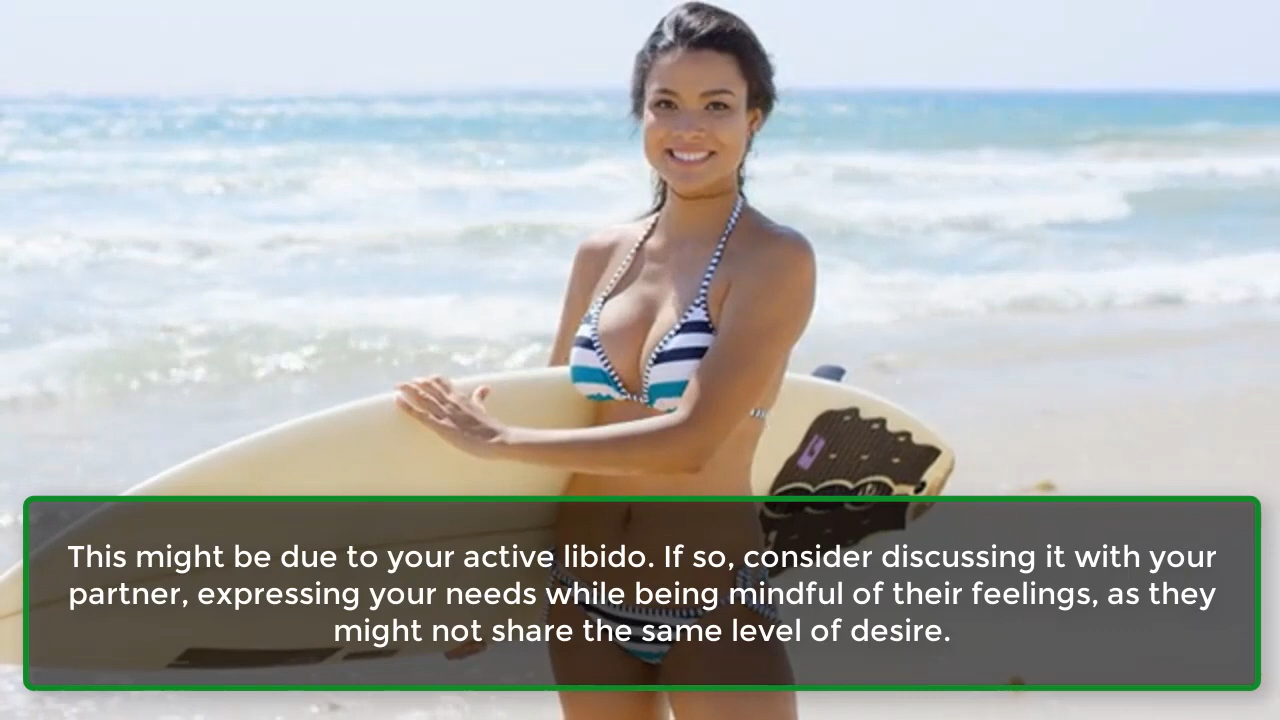 This might be due to your active libido. If so, consider discussing it with your
partner, expressing your needs while being mindful of their feelings, as they
might not share the same level of desire.